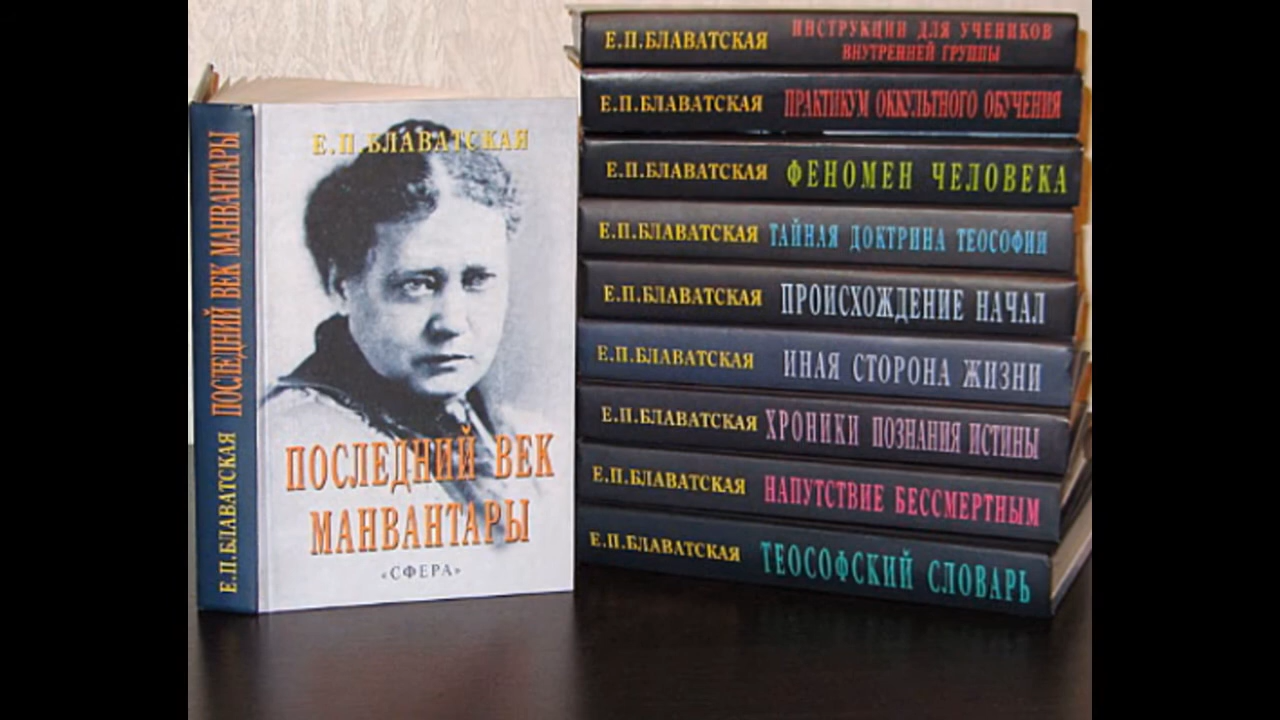 Е.П.БЛАВАТСКАЯ ПОСЛЕДНИЙ ВЕК МАНВАНТАРЫ
Е.П.БЛАВАТСКАЯ
ПОСЛЕДНИЙ ВЕК
МАНВАНТАРЫ
«СФЕРА»
Е.П.БЛАВАТСКАЯ ИНСТРУКЦИИ ДЛЯ УЧЕНИКОВ
ВНУТРЕННЕЙ ГРУППЫ
Е.П.БЛАВАТСКАЯ ПРАКТИКУМ ОККУЛЬТНОГО ОБУЧЕНИЯ
Е.П.БЛАВАТСКАЯ ФЕНОМЕН ЧЕЛОВЕКА
Е.П.БЛАВАТСКАЯ ТАЙНАЯ ДОКТРИНА ТЕОСОФИИ
Е.П.БЛАВАТСКАЯ ПРОИСХОЖДЕНИЕ НАЧАЛ
Е.П.БЛАВАТСКАЯ ИНАЯ СТОРОНА ЖИЗНИ
Е.П.БЛАВАТСКАЯ ХРОНИКИ ПОЗНАНИЯ ИСТИНЫ
Е.П.БЛАВАТСКАЯ НАПУТСТВИЕ БЕССМЕРТНЫМ
Е.П.БЛАВАТСКАЯ ТЕОСОФСКИЙ СЛОВАРЬ